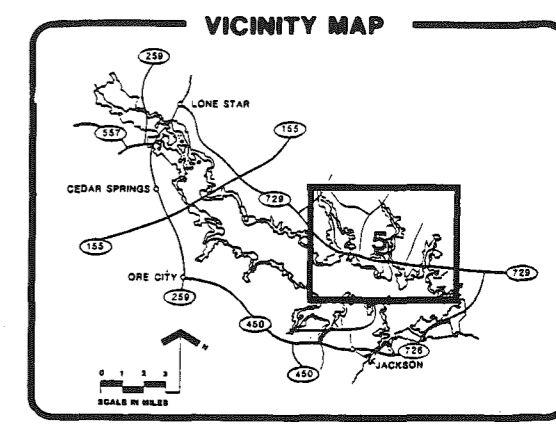 VICINITY MAP
259
LONE STAR
155
557
CEDAR SPRINGS
729
5
155
ORE CITY
729
259
450
726
JACKSON
450
N
0 1 2 3
SCALE IN MILES